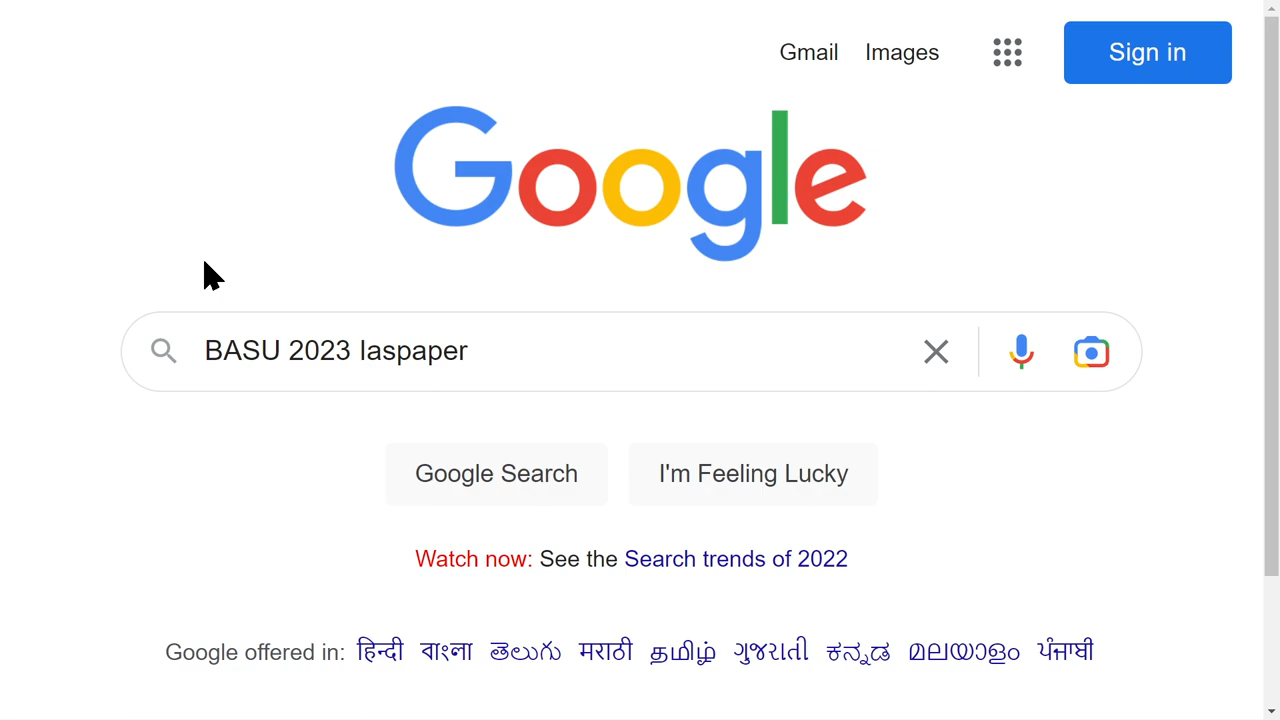 Gmail Images Sign in
Google
BASU 2023 Iaspaper
Google Search I'm Feeling Lucky
Watch now: See the Search trends of 2022
Google offered in: हिन्दी বাংলা తెలుగు मराठी தமிழ் ગુજરાતી ಕನ್ನಡ മലയാളം ਪੰਜਾਬੀ